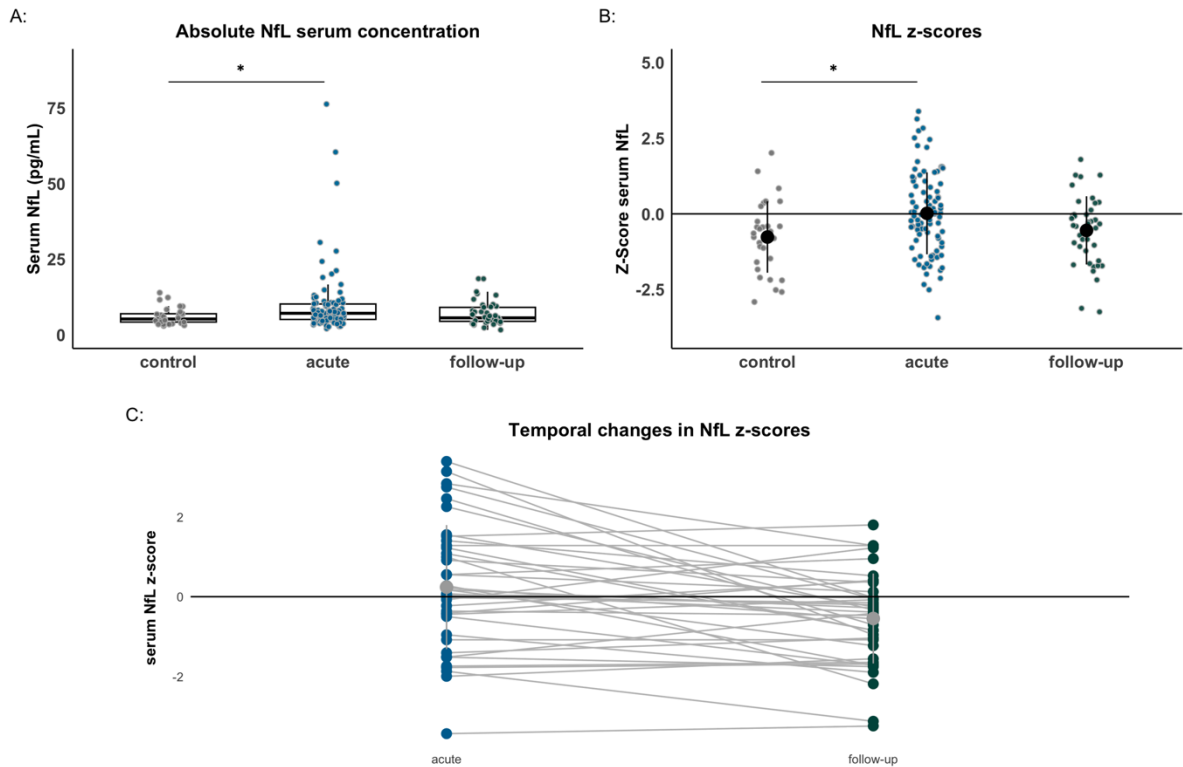 A:
Absolute NfL serum concentration
*
Serum NfL (pg/mL)
75
50
25
0
control
acute
follow-up
B:
NfL z-scores
*
Z-Score serum NfL
5.0
2.5
0.0
-2.5
control
acute
follow-up
C:
Temporal changes in NfL z-scores
serum NfL z-score
2
0
-2
acute
follow-up